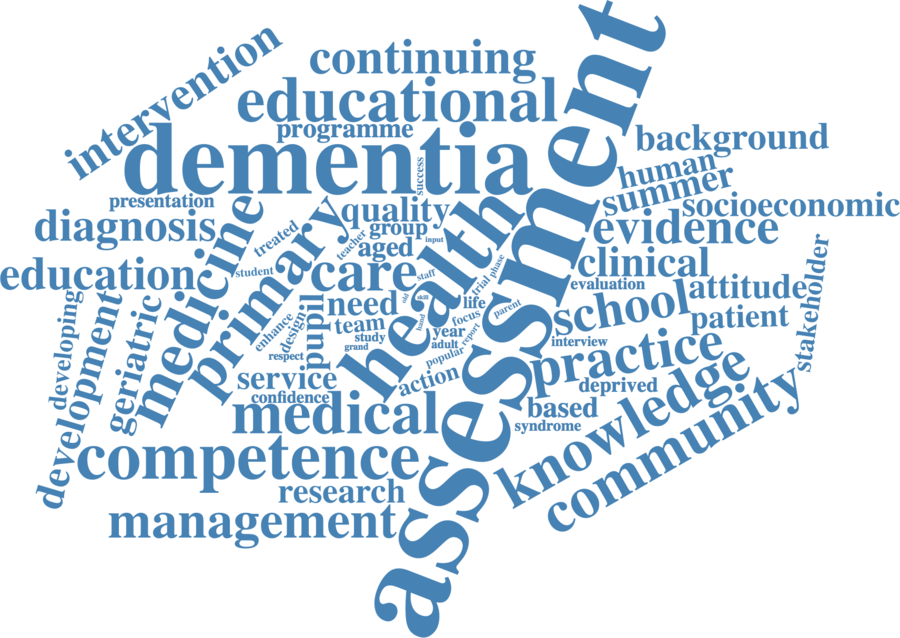 assessment
intervention
continuing
educational
programme
dementia
success
background
human
summer
socioeconomic
presentation
diagnosis
medicine
treated
primary
quality
teacher
group
input
aged
health
evidence
education
student
care
staff
trial
phase
clinical
evaluation
attitude
stakeholder
developing
development
geriatric
enhance
design
respect
pupil
need
old
skill
hand
life
focus
parent
school
patient
team
study
grand
year
adult
popular
report
interview
practice
service
confidence
action
deprived
medical
based
syndrome
knowledge
community
competence
research
management